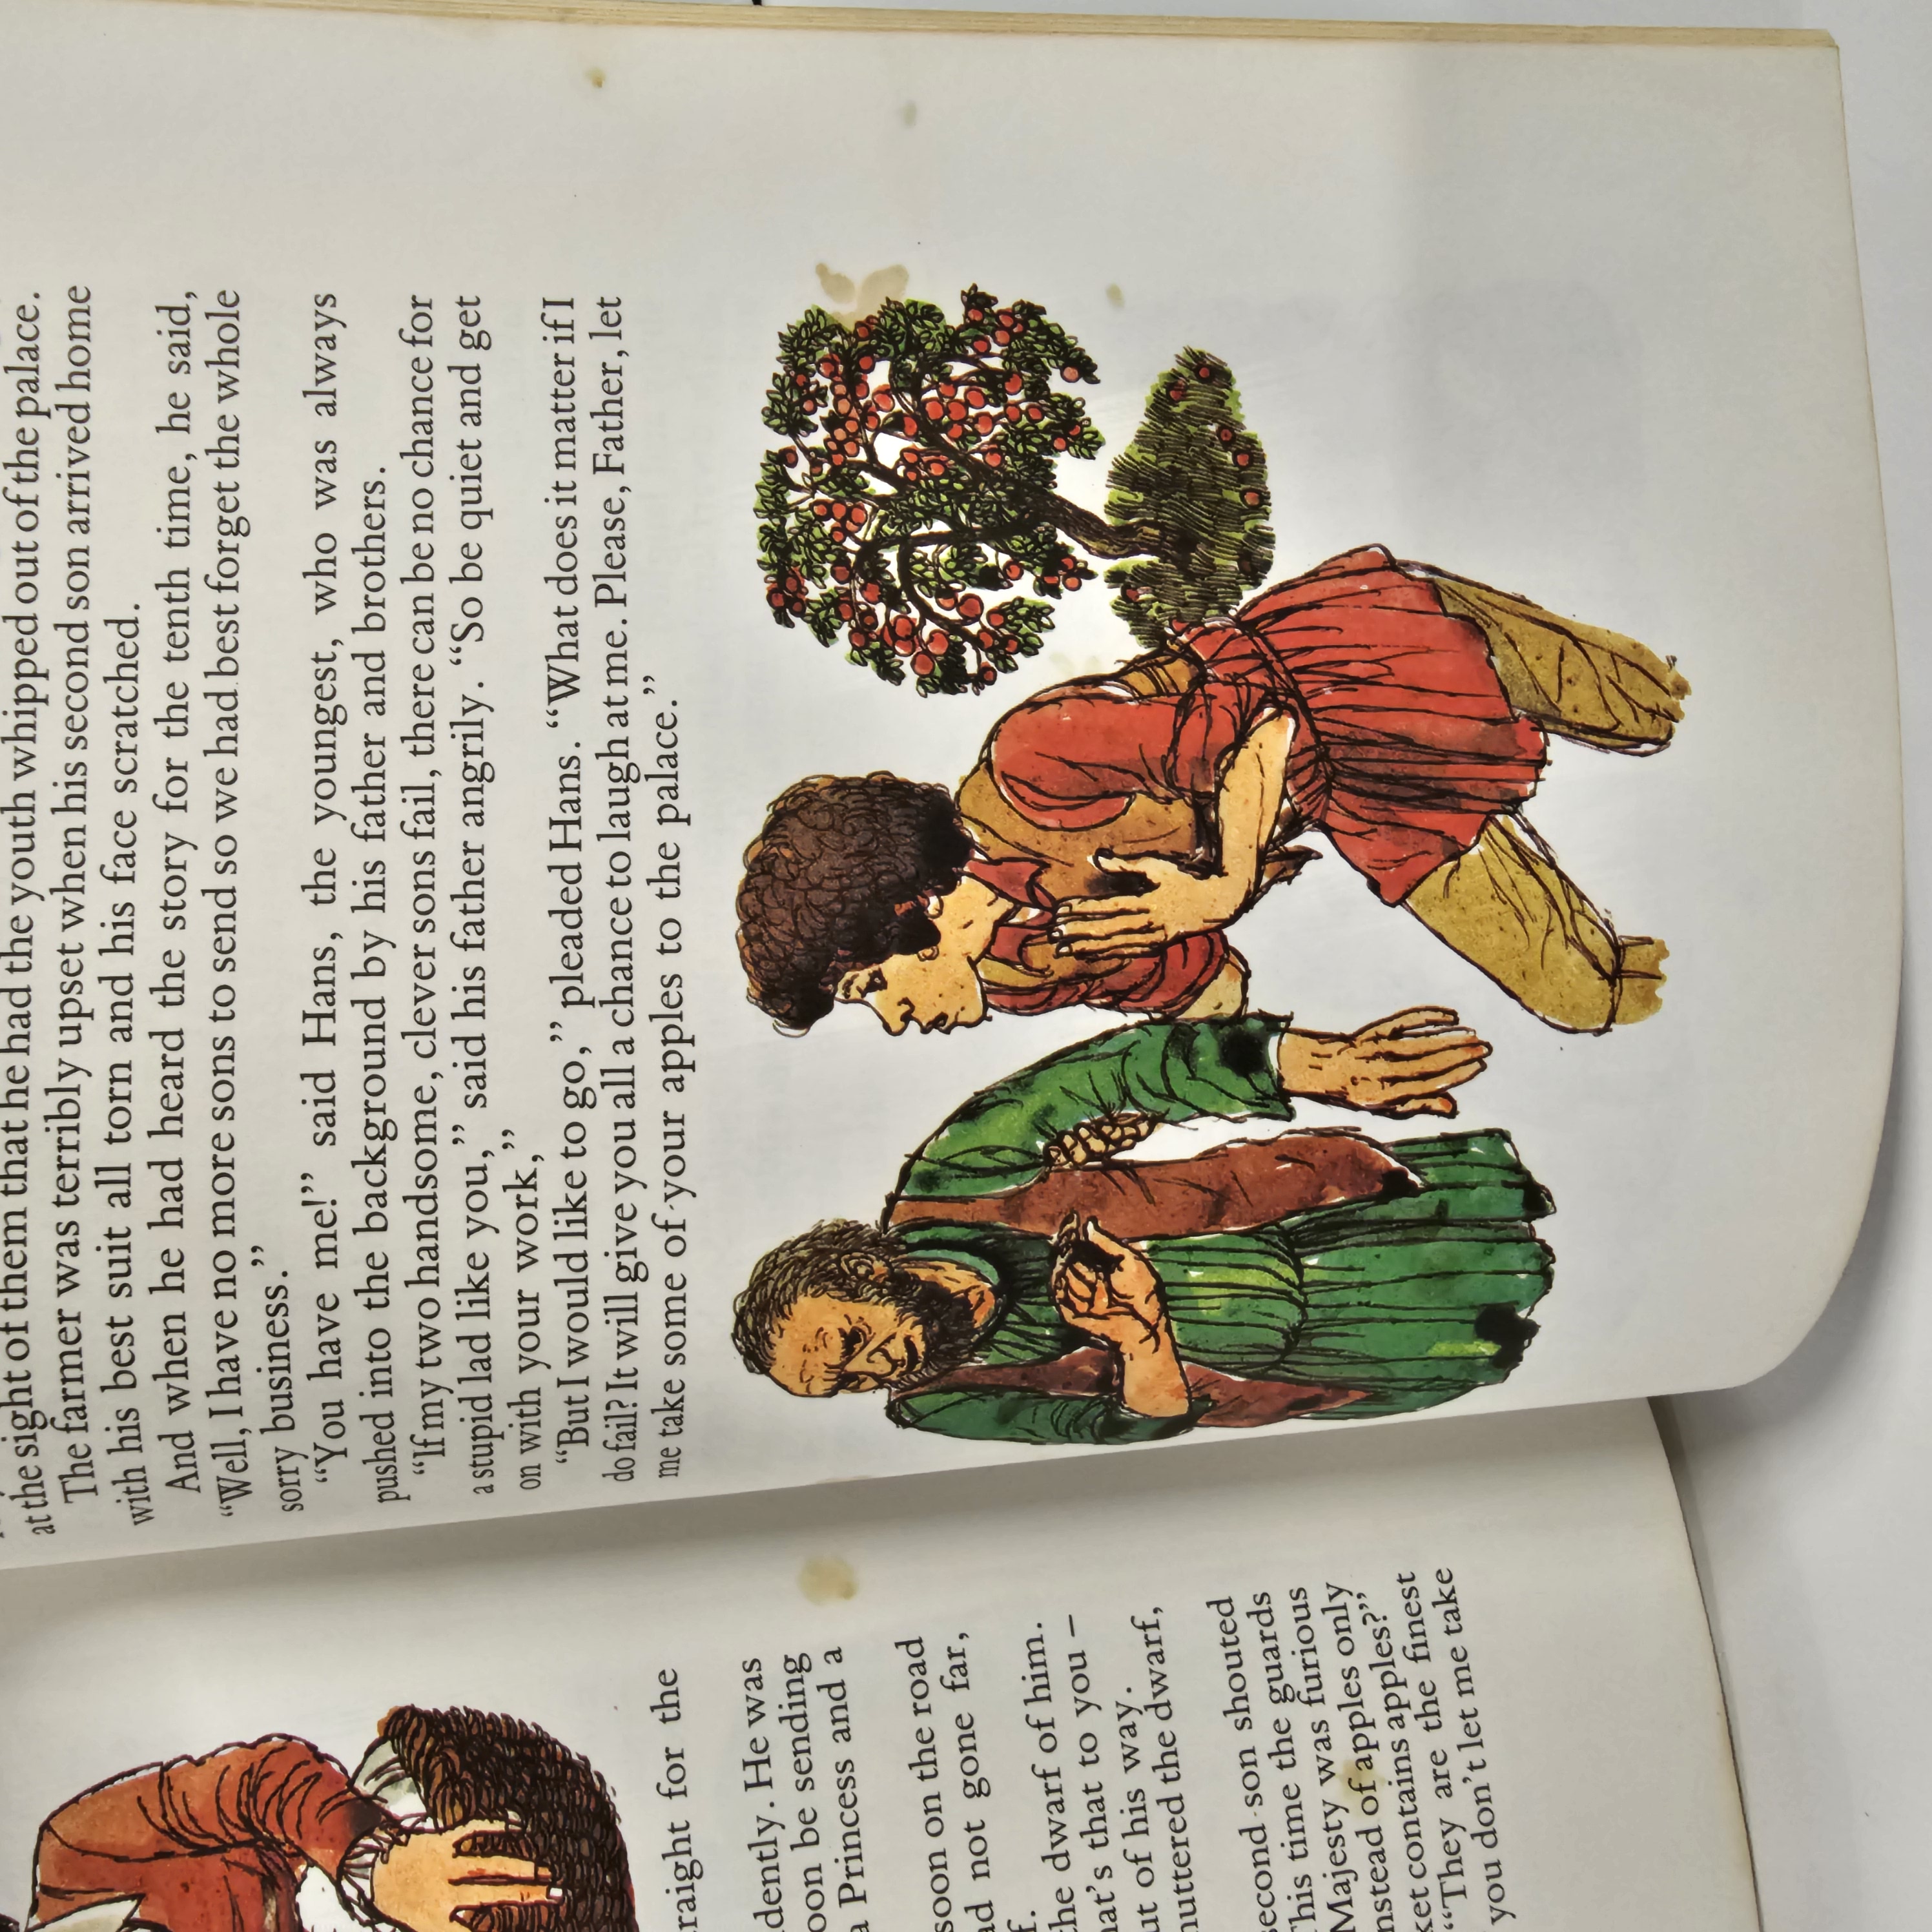 raight for the
dently. He was
oon be sending
a Princess and a
soon on the road
ad not gone far,
f.
the dwarf of him.
hat's that to you –
ut of his way.
muttered the dwarf,
second son shouted
This time the guards
Majesty was furious
nstead of apples only
ket contains apples?”
“They are the finest
you don't let me take
at the sight of them that he had the youth whipped out of the palace.
The farmer was terribly upset when his second son arrived home
with his best suit all torn and his face scratched.
And when he had heard the story for the tenth time, he said,
“Well, I have no more sons to send so we had best forget the whole
sorry business.”
“You have me!” said Hans, the youngest, who was always
pushed into the background by his father and brothers.
“If my two handsome, clever sons fail, there can be no chance for
a stupid lad like you,” said his father angrily. “So be quiet and get
on with your work,”
“But I would like to go,” pleaded Hans. “What does it matter if I
do fail? It will give you all a chance to laugh at me. Please, Father, let
me take some of your apples to the palace.”